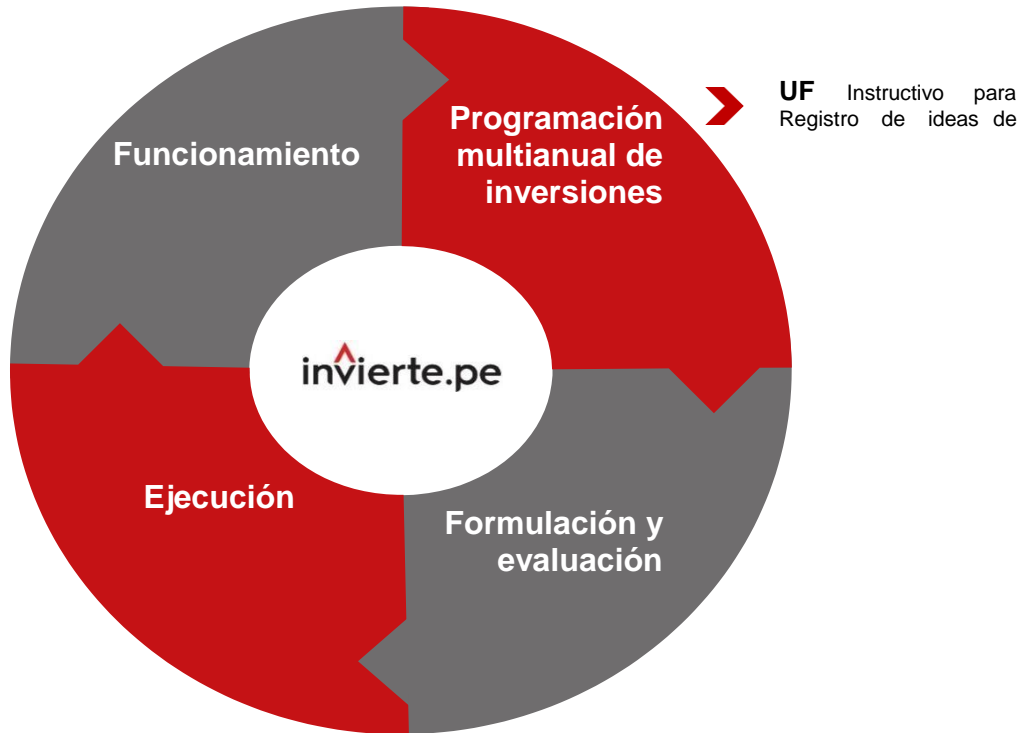 Funcionamiento
Programación
multianual de
inversiones
UF Instructivo para
Registro de ideas de
invierte.pe
Ejecución
Formulación y
evaluación